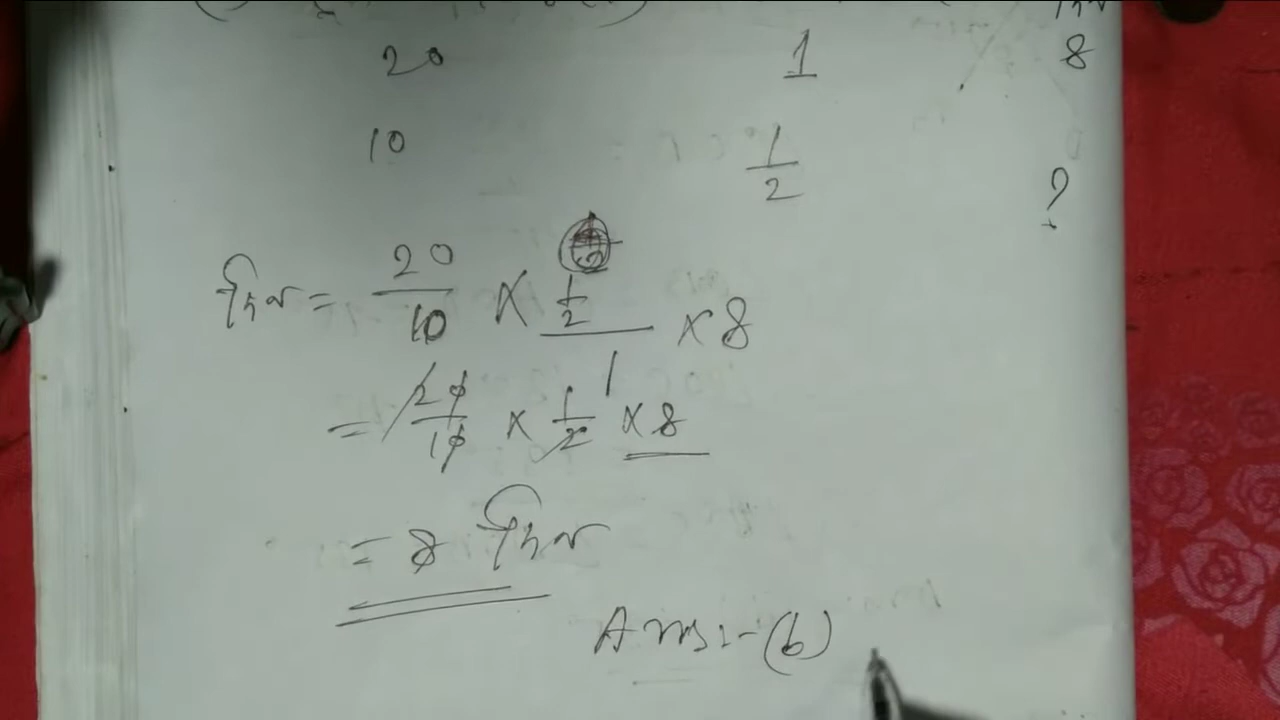 20 1 8
10 1/2 ?
দিন = 20/10 × (1/2)/1 × 8
= 20/10 × 1/2 × 8
= 8 দিন
Ans:-(b)